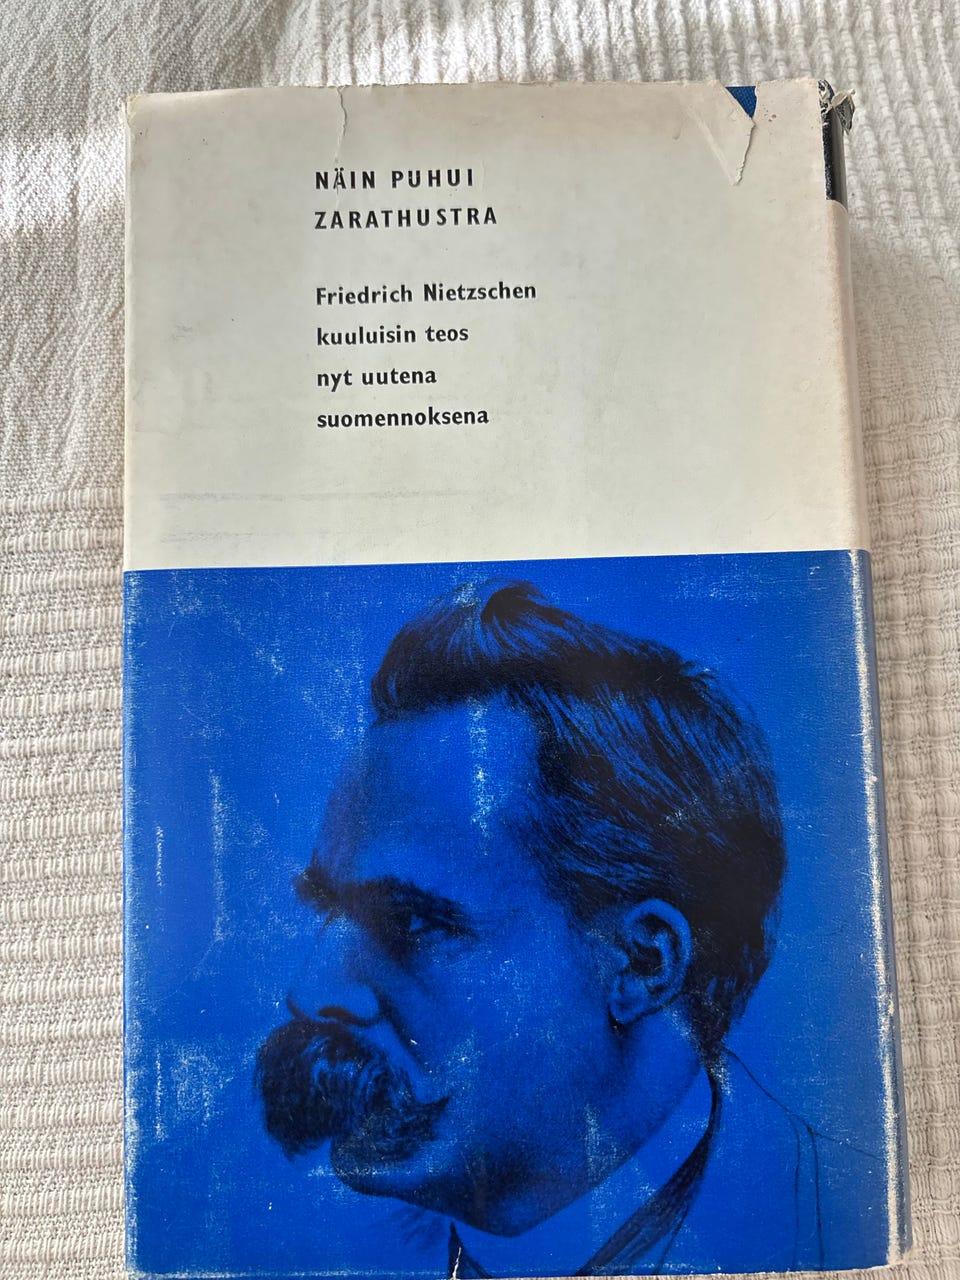 NÄIN PUHUI
ZARATHUSTRA
Friedrich Nietzschen
kuuluisin teos
nyt uutena
suomennoksena